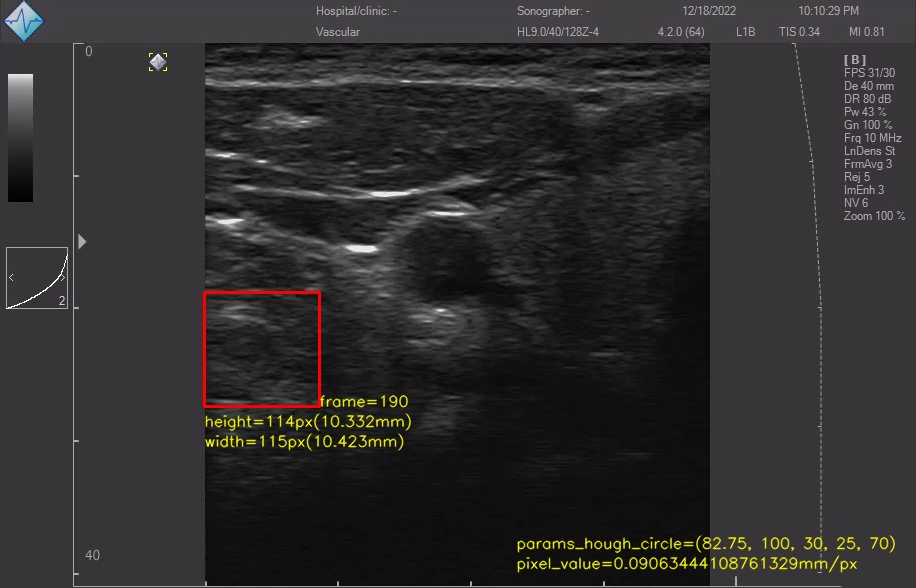 Hospital/clinic: - Sonographer: - 12/18/2022 10:10:29 PM
Vascular HL9.0/40/128Z-4 4.2.0 (64) L1B TIS 0.34 MI 0.81
0
[ B ]
FPS 31/30
De 40 mm
DR 80 dB
Pw 43 %
Gn 100 %
Frq 10 MHz
LnDens St
FrmAvg 3
Rej 5
ImEnh 3
NV 6
Zoom 100 %
2
frame=190
height=114px(10.332mm)
width=115px(10.423mm)
40
params_hough_circle=(82.75, 100, 30, 25, 70)
pixel_value=0.09063444108761329mm/px